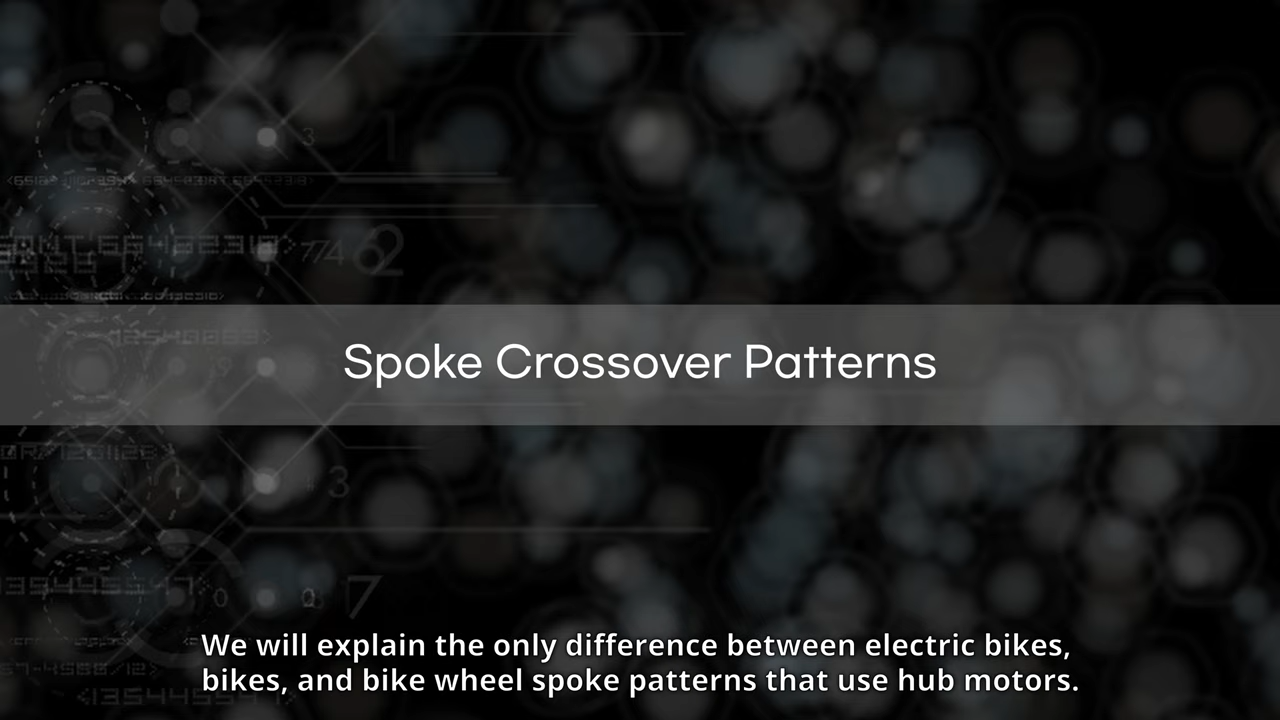 Spoke Crossover Patterns
We will explain the only difference between electric bikes,
bikes, and bike wheel spoke patterns that use hub motors.